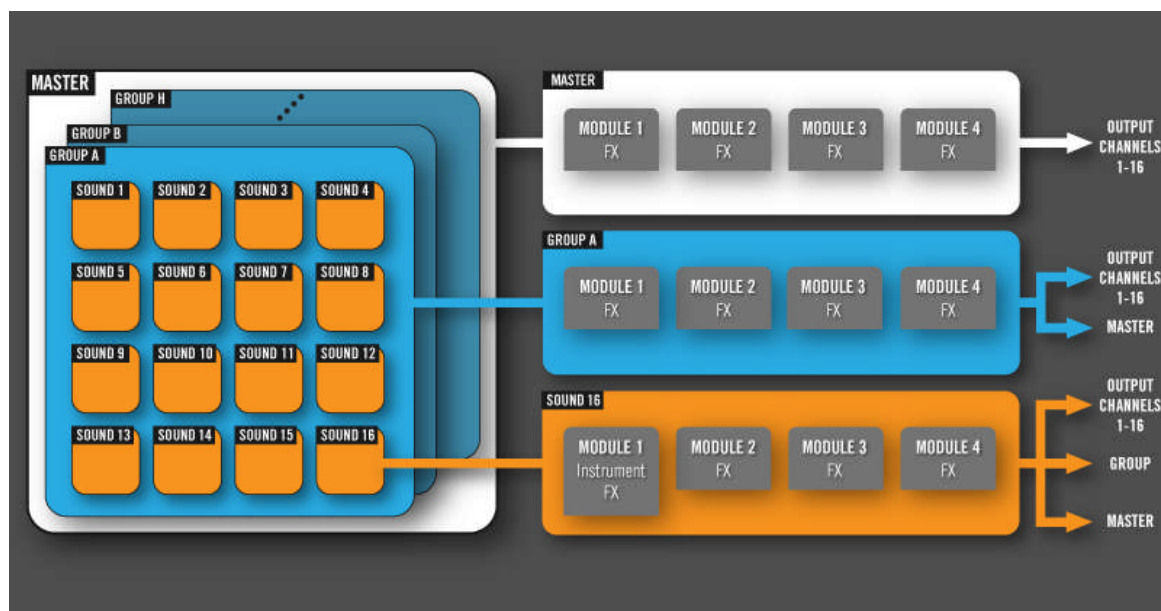 MASTER
GROUP H
GROUP B
GROUP A
SOUND 1
SOUND 2
SOUND 3
SOUND 4
SOUND 5
SOUND 6
SOUND 7
SOUND 8
SOUND 9
SOUND 10
SOUND 11
SOUND 12
SOUND 13
SOUND 14
SOUND 15
SOUND 16
MASTER
MODULE 1
FX
MODULE 2
FX
MODULE 3
FX
MODULE 4
FX
OUTPUT
CHANNELS
1-16
GROUP A
MODULE 1
FX
MODULE 2
FX
MODULE 3
FX
MODULE 4
FX
OUTPUT
CHANNELS
1-16
MASTER
SOUND 16
MODULE 1
Instrument
FX
MODULE 2
FX
MODULE 3
FX
MODULE 4
FX
OUTPUT
CHANNELS
1-16
GROUP
MASTER